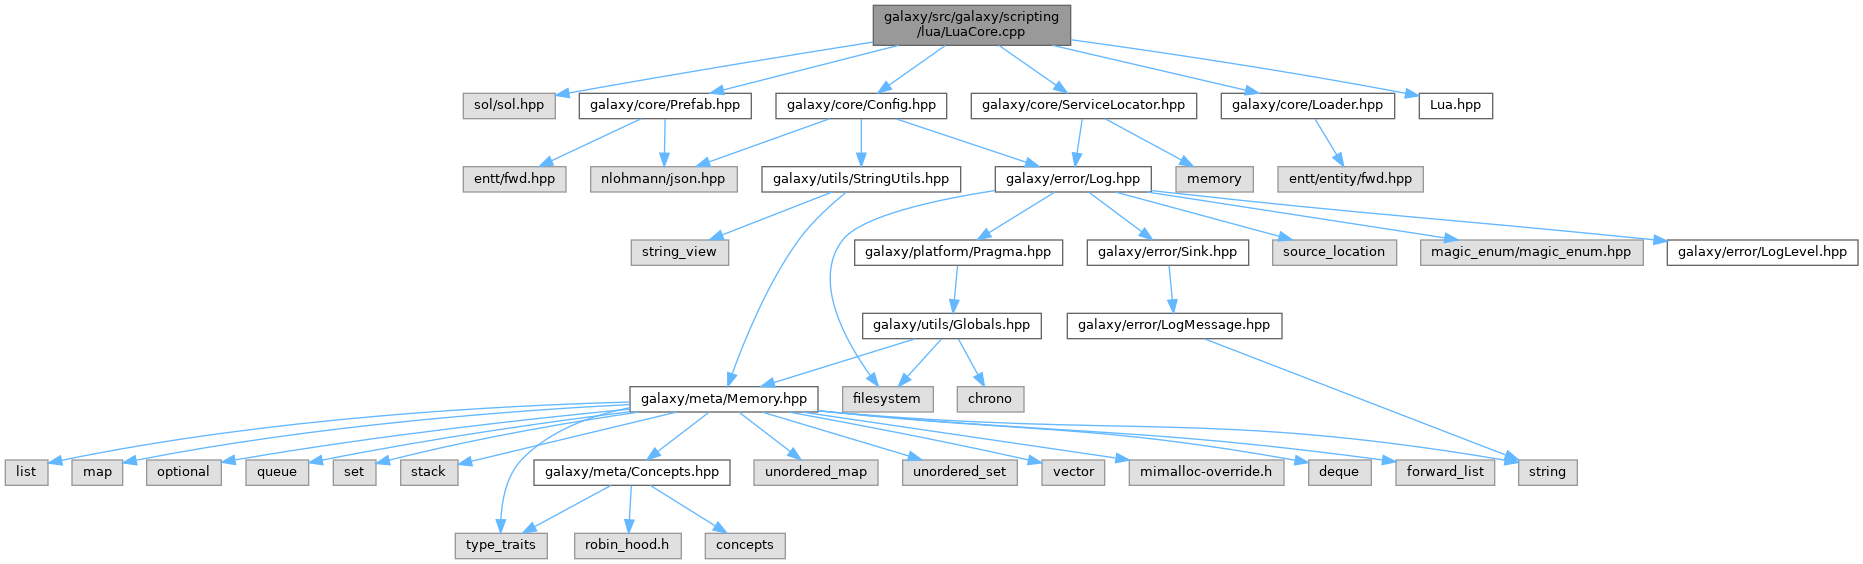 galaxy/src/galaxy/scripting
/lua/LuaCore.cpp
sol/sol.hpp
galaxy/core/Prefab.hpp
galaxy/core/Config.hpp
galaxy/core/ServiceLocator.hpp
galaxy/core/Loader.hpp
Lua.hpp
entt/fwd.hpp
nlohmann/json.hpp
galaxy/utils/StringUtils.hpp
galaxy/error/Log.hpp
memory
entt/entity/fwd.hpp
string_view
galaxy/platform/Pragma.hpp
galaxy/error/Sink.hpp
source_location
magic_enum/magic_enum.hpp
galaxy/error/LogLevel.hpp
galaxy/utils/Globals.hpp
galaxy/error/LogMessage.hpp
galaxy/meta/Memory.hpp
filesystem
chrono
list
map
optional
queue
set
stack
galaxy/meta/Concepts.hpp
unordered_map
unordered_set
vector
mimalloc-override.h
deque
forward_list
string
type_traits
robin_hood.h
concepts